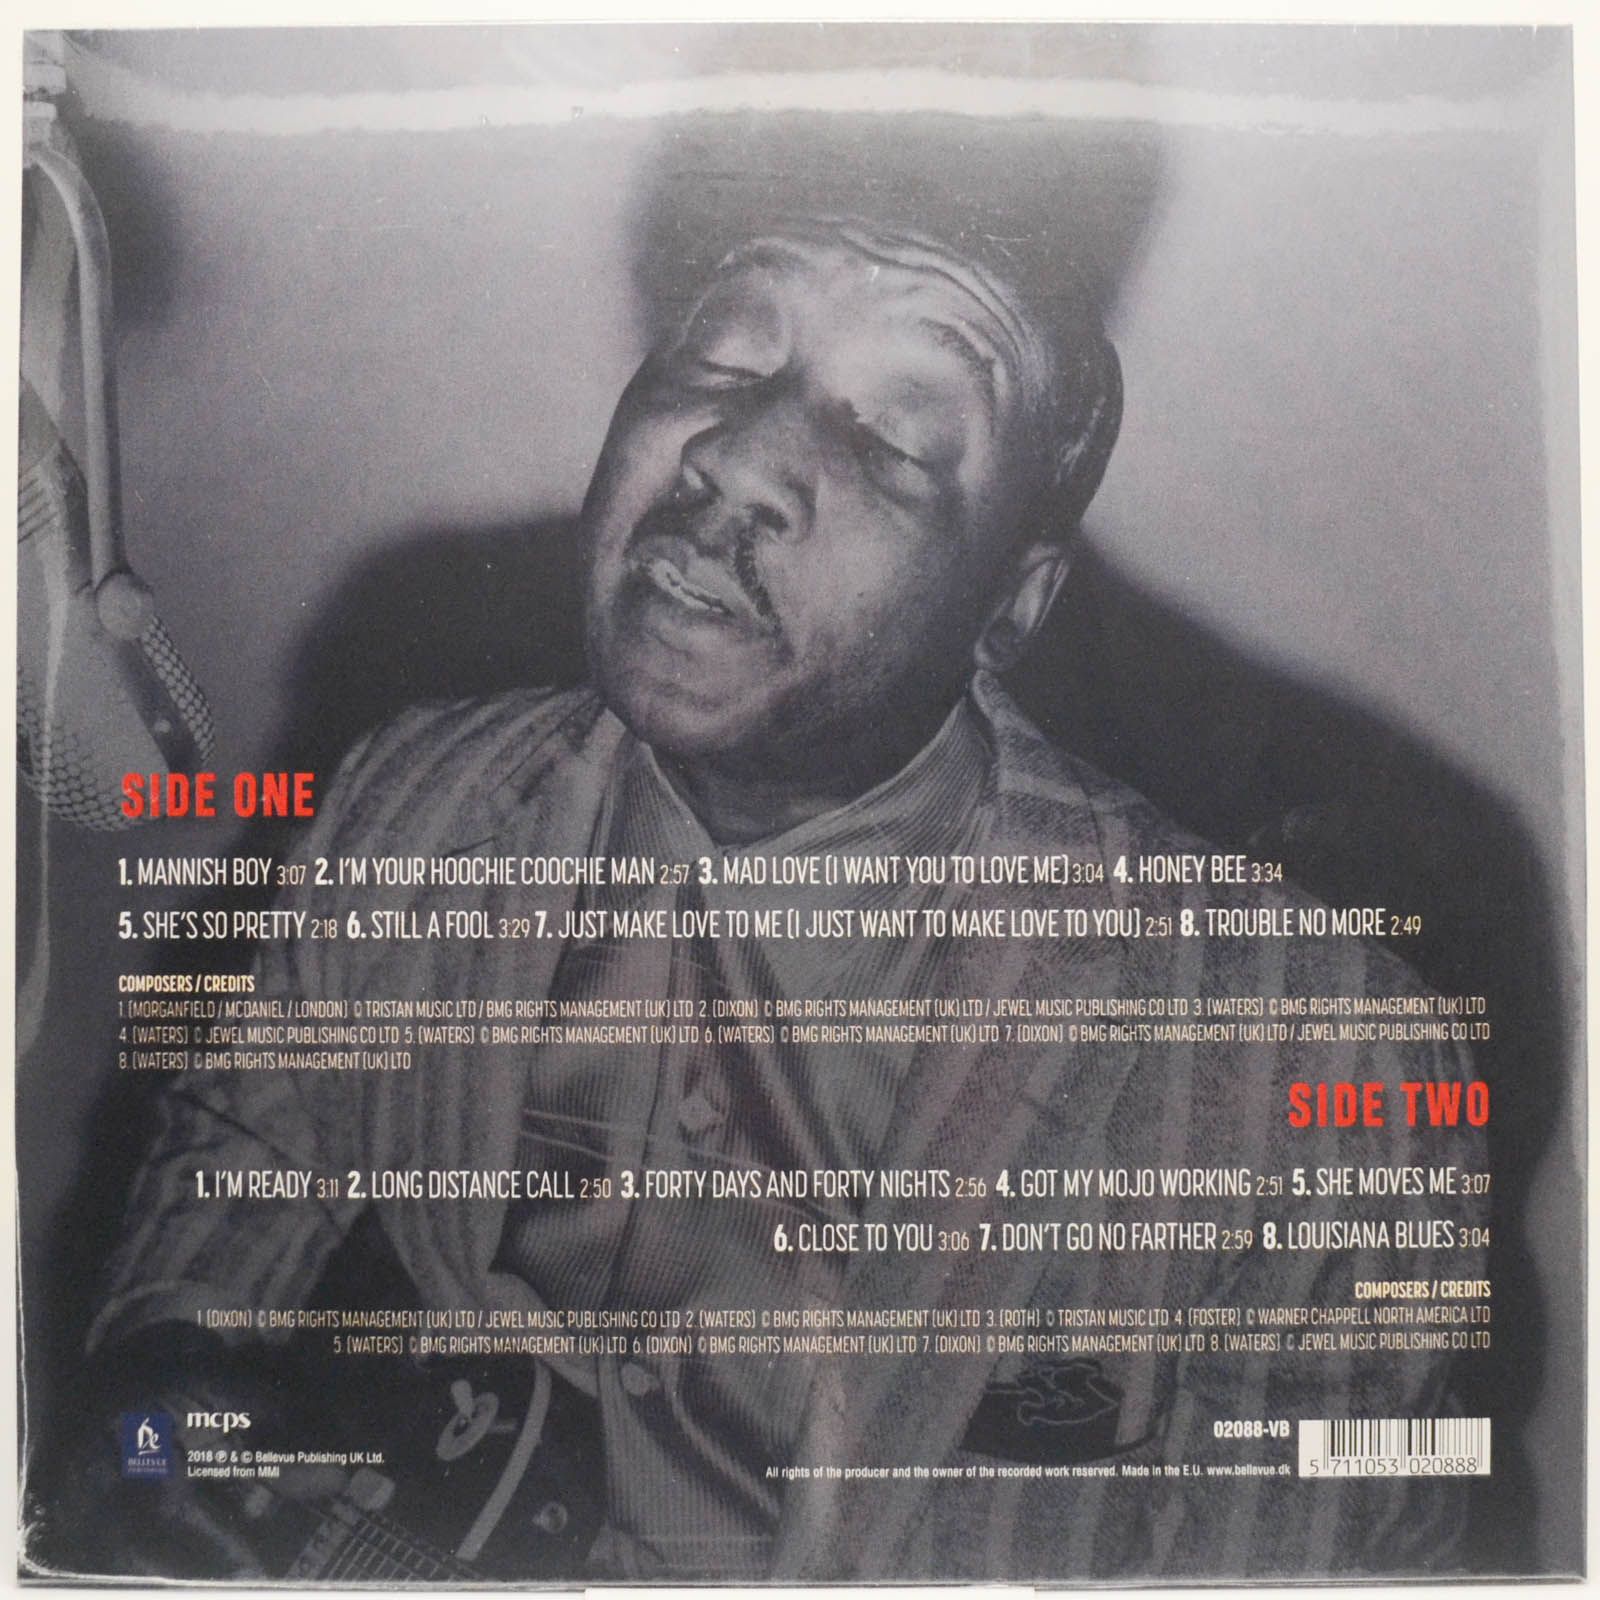 SIDE ONE
1. MANNISH BOY 3:07 2. I'M YOUR HOOCHIE COOCHIE MAN 2:57 3. MAD LOVE (I WANT YOU TO LOVE ME) 3:04 4. HONEY BEE 3:34
5. SHE'S SO PRETTY 2:18 6. STILL A FOOL 3:29 7. JUST MAKE LOVE TO ME (I JUST WANT TO MAKE LOVE TO YOU) 2:51 8. TROUBLE NO MORE 2:49
COMPOSERS / CREDITS
1. (MORGANFIELD / MCDANIEL / LONDON) © TRISTAN MUSIC LTD / BMG RIGHTS MANAGEMENT (UK) LTD 2. (DIXON) © BMG RIGHTS MANAGEMENT (UK) LTD / JEWEL MUSIC PUBLISHING CO LTD 3. (WATERS) © BMG RIGHTS MANAGEMENT (UK) LTD
4. (WATERS) © JEWEL MUSIC PUBLISHING CO LTD 5. (WATERS) © BMG RIGHTS MANAGEMENT (UK) LTD 6. (WATERS) © BMG RIGHTS MANAGEMENT (UK) LTD 7. (DIXON) © BMG RIGHTS MANAGEMENT (UK) LTD / JEWEL MUSIC PUBLISHING CO LTD
8. (WATERS) © BMG RIGHTS MANAGEMENT (UK) LTD
SIDE TWO
1. I'M READY 3:11 2. LONG DISTANCE CALL 2:50 3. FORTY DAYS AND FORTY NIGHTS 2:56 4. GOT MY MOJO WORKING 2:51 5. SHE MOVES ME 3:07
6. CLOSE TO YOU 3:06 7. DON'T GO NO FARTHER 2:59 8. LOUISIANA BLUES 3:04
COMPOSERS / CREDITS
1. (DIXON) © BMG RIGHTS MANAGEMENT (UK) LTD / JEWEL MUSIC PUBLISHING CO LTD 2. (WATERS) © BMG RIGHTS MANAGEMENT (UK) LTD 3. (ROTH) © TRISTAN MUSIC LTD 4. (FOSTER) © WARNER CHAPPELL NORTH AMERICA LTD
5. (WATERS) © BMG RIGHTS MANAGEMENT (UK) LTD 6. (DIXON) © BMG RIGHTS MANAGEMENT (UK) LTD 7. (DIXON) © BMG RIGHTS MANAGEMENT (UK) LTD 8. (WATERS) © JEWEL MUSIC PUBLISHING CO LTD
BELLEVUE
mcps
2018 ℗ & © Bellevue Publishing UK Ltd.
Licensed from MMI
02088-VB
All rights of the producer and the owner of the recorded work reserved. Made in the E.U. www.bellevue.dk
5 711053 020888